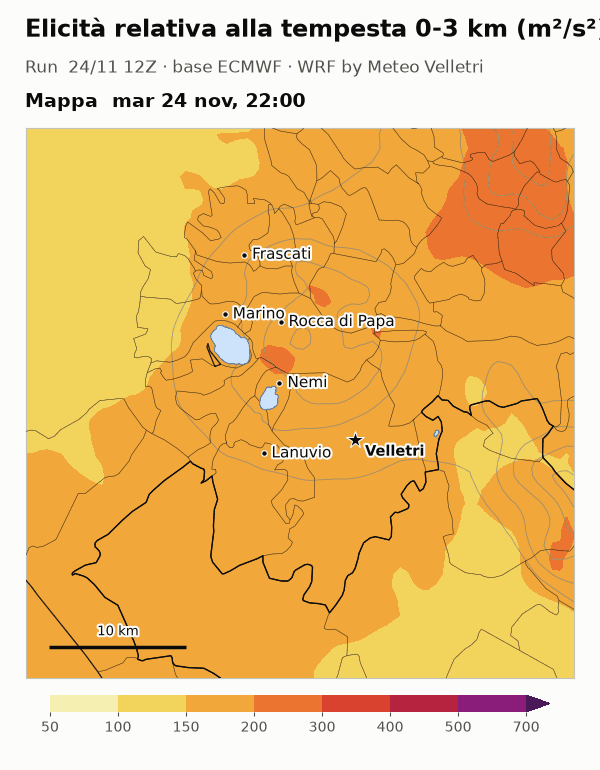 Elicità relativa alla tempesta 0-3 km (m²/s²)
Run  24/11 12Z · base ECMWF · WRF by Meteo Velletri
Mappa  mar 24 nov, 22:00
Frascati
Marino
Rocca di Papa
Nemi
Velletri
Lanuvio
10 km
50 100 150 200 300 400 500 700